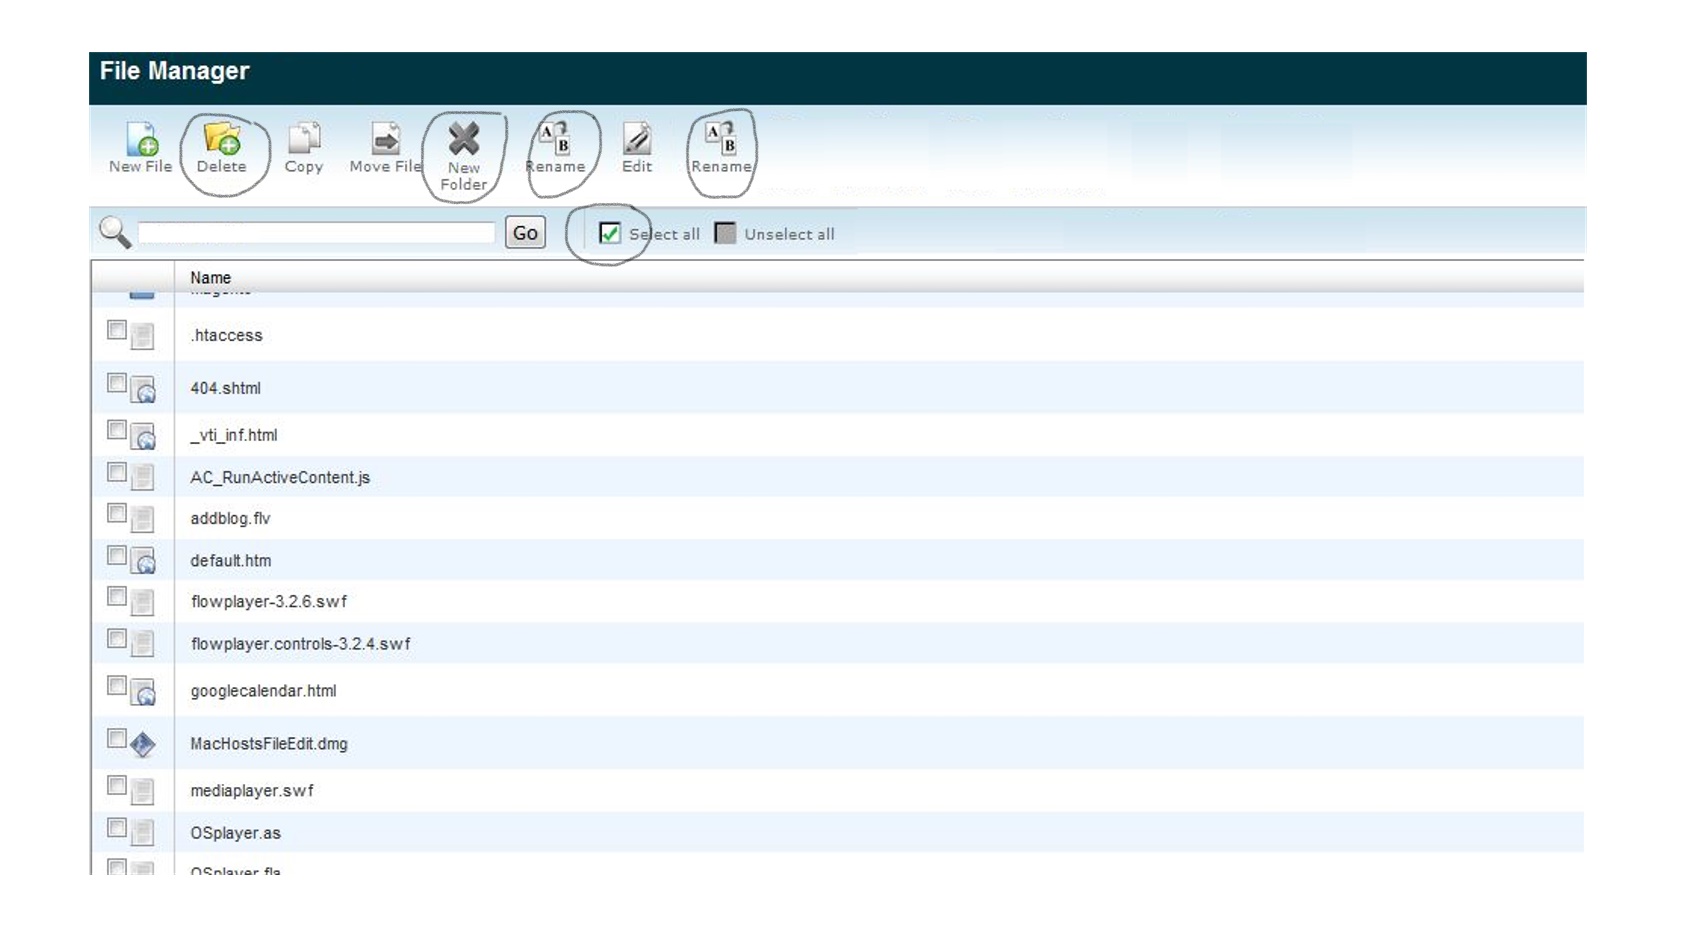 File Manager
New File Delete Copy Move File New Folder Rename Edit Rename
Go Select all Unselect all
Name
.htaccess
404.shtml
_vti_inf.html
AC_RunActiveContent.js
addblog.flv
default.htm
flowplayer-3.2.6.swf
flowplayer.controls-3.2.4.swf
googlecalendar.html
MacHostsFileEdit.dmg
mediaplayer.swf
OSplayer.as
OSplayer.fla